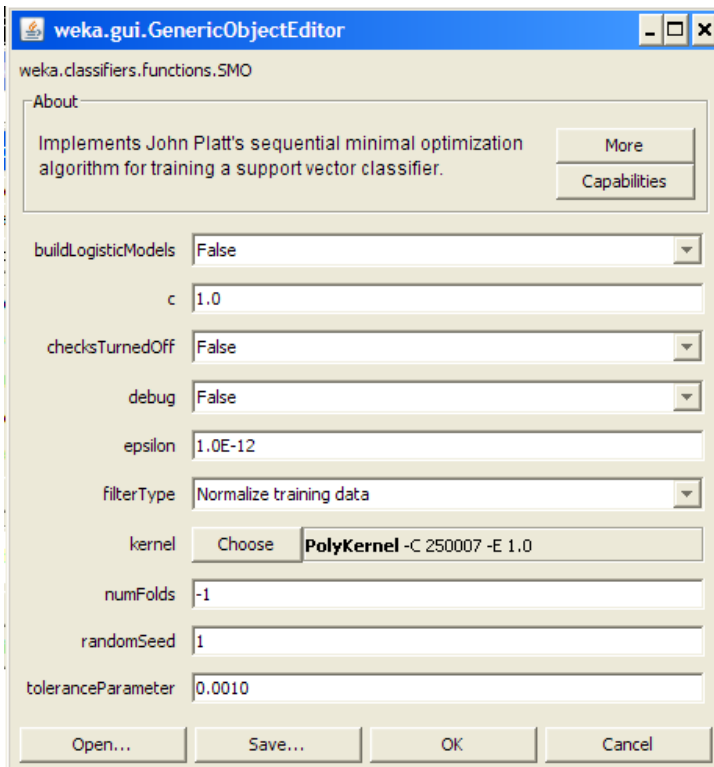 weka.gui.GenericObjectEditor
weka.classifiers.functions.SMO
About
Implements John Platt's sequential minimal optimization
algorithm for training a support vector classifier.
More
Capabilities
buildLogisticModels False
c 1.0
checksTurnedOff False
debug False
epsilon 1.0E-12
filterType Normalize training data
kernel Choose PolyKernel -C 250007 -E 1.0
numFolds -1
randomSeed 1
toleranceParameter 0.0010
Open... Save... OK Cancel